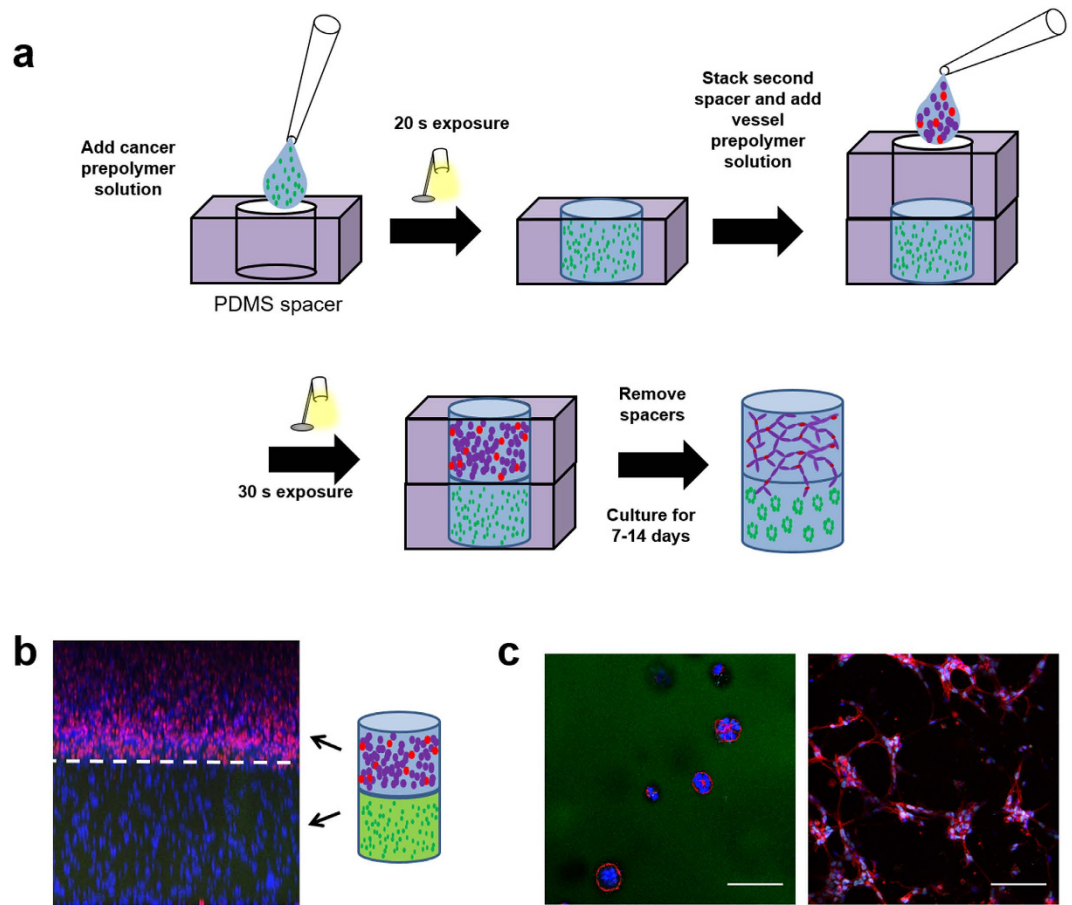 a
Add cancer
prepolymer
solution
20 s exposure
Stack second
spacer and add
vessel
prepolymer
solution
PDMS spacer
30 s exposure
Remove
spacers
Culture for
7-14 days
b
c